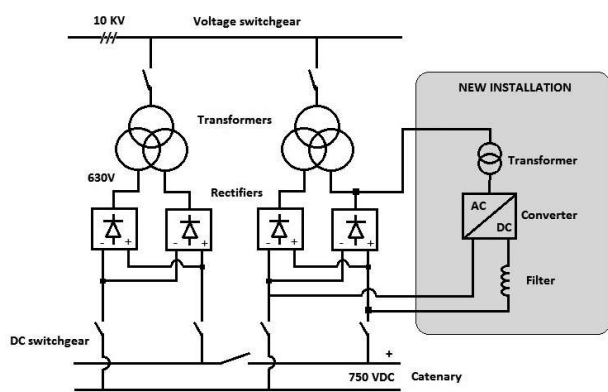 10 KV
Voltage switchgear
NEW INSTALLATION
Transformers
Transformer
630V
Rectifiers
AC
DC
Converter
- +
- +
- +
- +
Filter
DC switchgear
+
750 VDC
Catenary
-